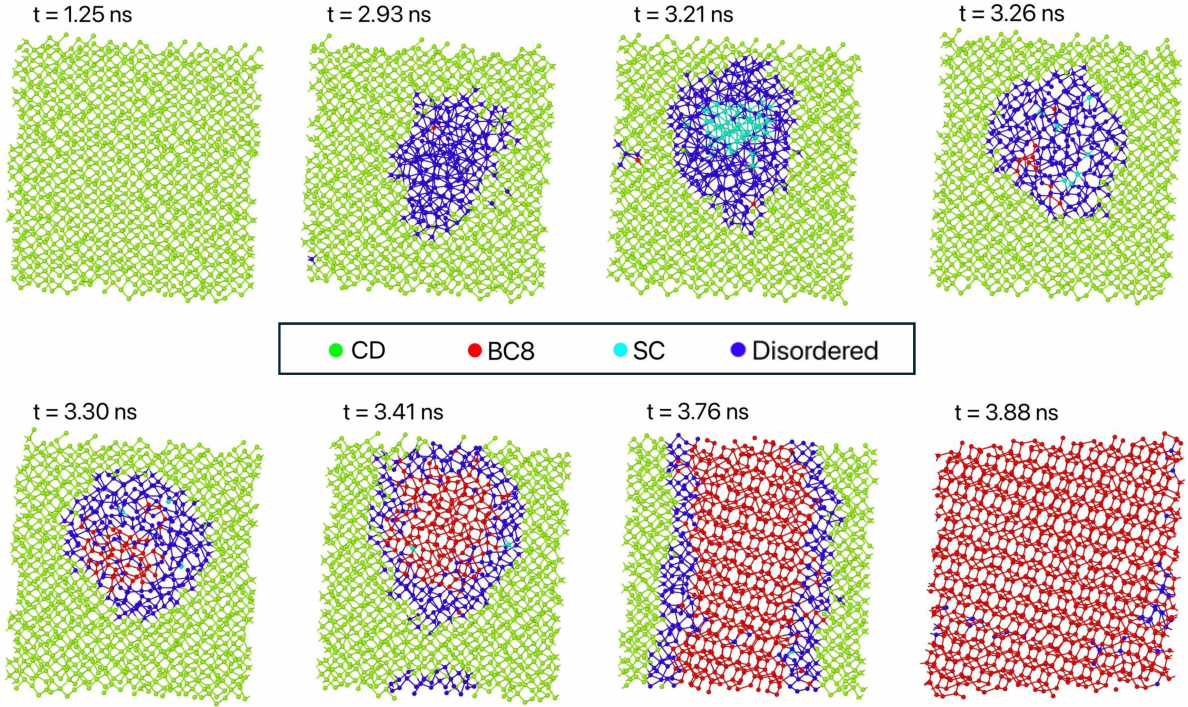 t = 1.25 ns
t = 2.93 ns
t = 3.21 ns
t = 3.26 ns
CD BC8 SC Disordered
t = 3.30 ns
t = 3.41 ns
t = 3.76 ns
t = 3.88 ns